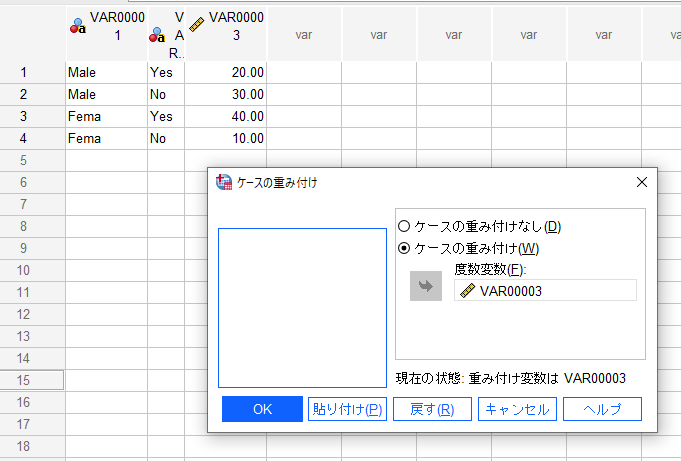 VAR0000 V VAR0000
1 A 3 var var var var va
R..
1 Male Yes 20.00
2 Male No 30.00
3 Fema Yes 40.00
4 Fema No 10.00
5
6
7
8
9
10
11
12
13
14
15
16
17
18
ケースの重み付け
ケースの重み付けなし(D)
ケースの重み付け(W)
度数変数(F):
VAR00003
現在の状態: 重み付け変数は VAR00003
OK 貼り付け(P) 戻す(R) キャンセル ヘルプ